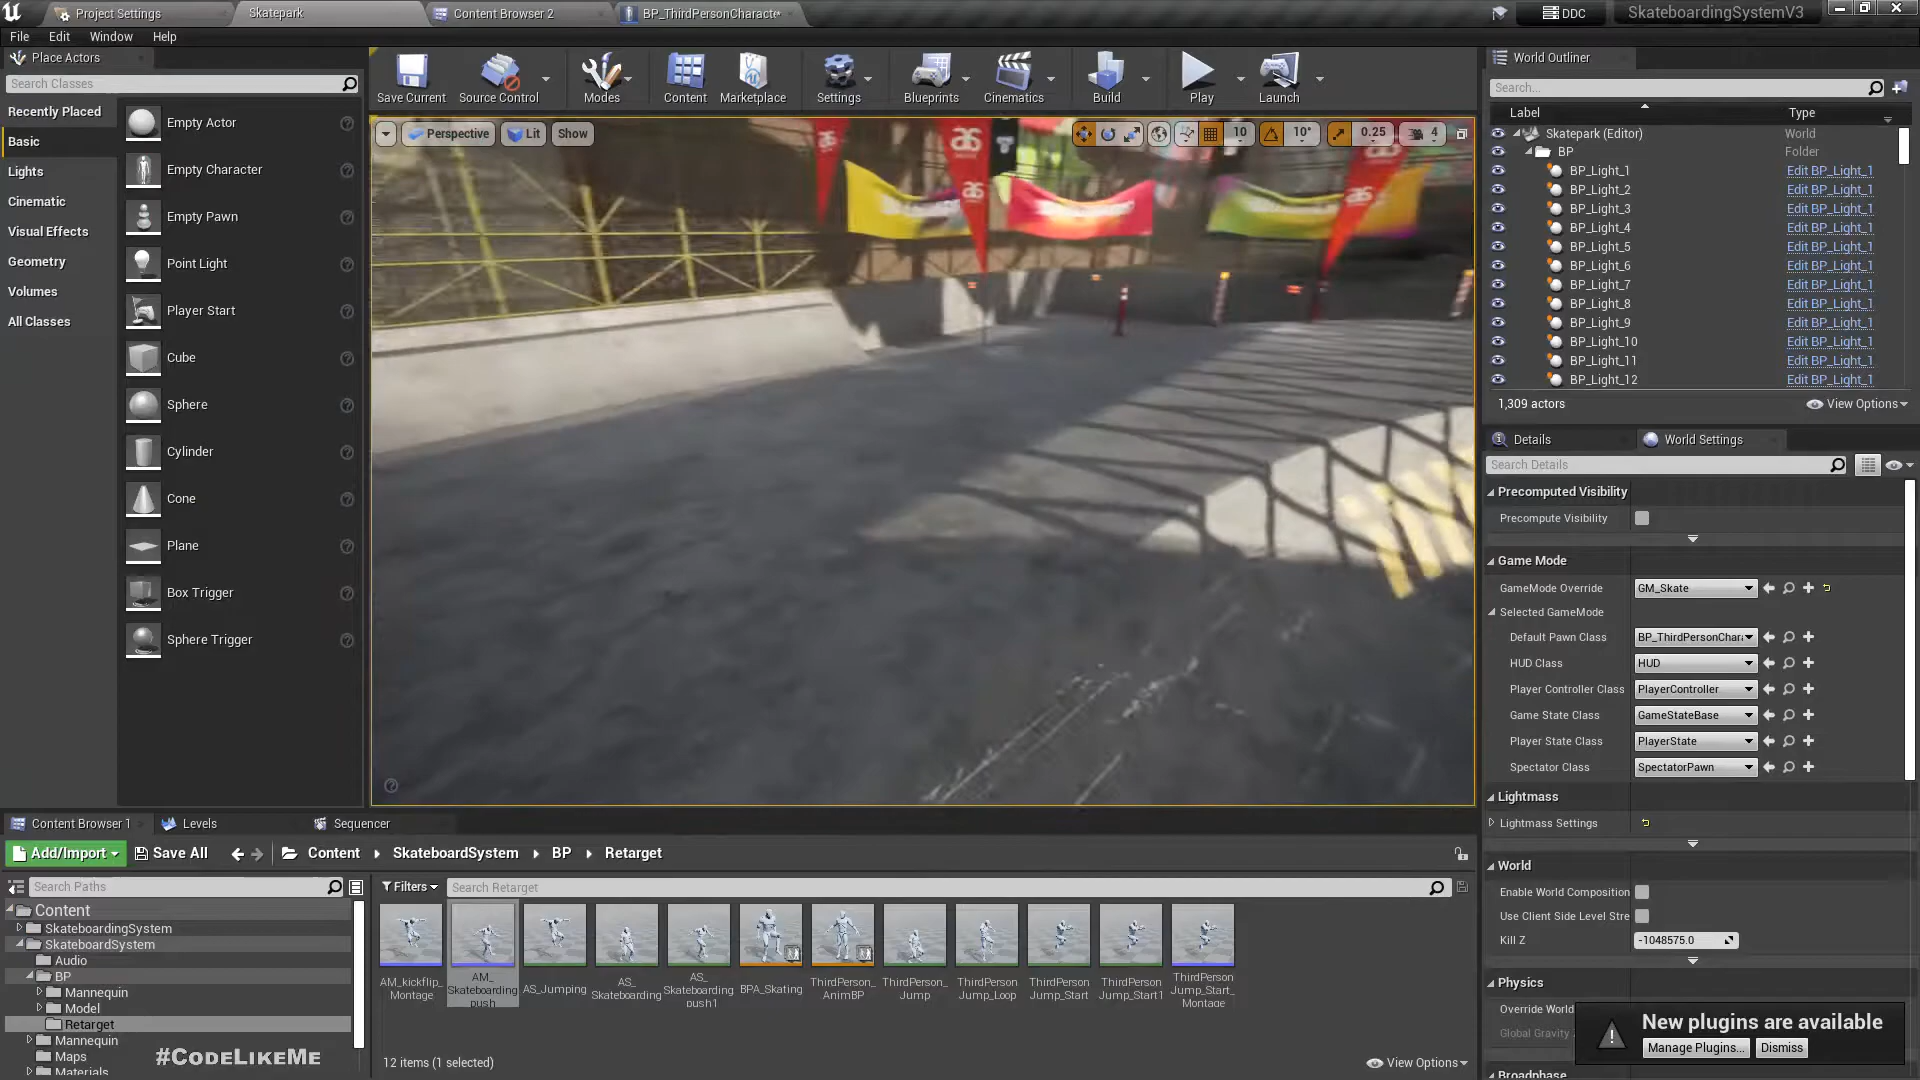 Project Settings
Skatepark
Content Browser 2
BP_ThirdPersonCharacte*
DDC
SkateboardingSystemV3
File
Edit
Window
Help
Place Actors
Search Classes
Recently Placed
Basic
Lights
Cinematic
Visual Effects
Geometry
Volumes
All Classes
Empty Actor
Empty Character
Empty Pawn
Point Light
Player Start
Cube
Sphere
Cylinder
Cone
Plane
Box Trigger
Sphere Trigger
Save Current
Source Control
Modes
Content
Marketplace
Settings
Blueprints
Cinematics
Build
Play
Launch
Perspective
Lit
Show
10
10°
0.25
4
World Outliner
Search...
Label
Type
Skatepark (Editor)
World
BP
Folder
BP_Light_1
Edit BP_Light_1
BP_Light_2
Edit BP_Light_1
BP_Light_3
Edit BP_Light_1
BP_Light_4
Edit BP_Light_1
BP_Light_5
Edit BP_Light_1
BP_Light_6
Edit BP_Light_1
BP_Light_7
Edit BP_Light_1
BP_Light_8
Edit BP_Light_1
BP_Light_9
Edit BP_Light_1
BP_Light_10
Edit BP_Light_1
BP_Light_11
Edit BP_Light_1
BP_Light_12
Edit BP_Light_1
1,309 actors
View Options
Details
World Settings
Search Details
Precomputed Visibility
Precompute Visibility
Game Mode
GameMode Override
GM_Skate
Selected GameMode
Default Pawn Class
BP_ThirdPersonChara
HUD Class
HUD
Player Controller Class
PlayerController
Game State Class
GameStateBase
Player State Class
PlayerState
Spectator Class
SpectatorPawn
Lightmass
Lightmass Settings
World
Enable World Composition
Use Client Side Level Stre
Kill Z
-1048575.0
Physics
Override World
Global Gravity
Broadphase
New plugins are available
Manage Plugins...
Dismiss
Content Browser 1
Levels
Sequencer
Add/Import
Save All
Content
SkateboardSystem
BP
Retarget
Search Paths
Filters
Search Retarget
Content
SkateboardingSystem
SkateboardSystem
Audio
BP
Mannequin
Model
Retarget
Mannequin
Maps
Materials
#CODELIKEME
AM_kickflip_
Montage
AM_
Skateboarding
push
AS_Jumping
AS_
Skateboarding
AS_
Skateboarding
push1
BPA_Skating
ThirdPerson_
AnimBP
ThirdPerson_
Jump
ThirdPerson
Jump_Loop
ThirdPerson
Jump_Start
ThirdPerson
Jump_Start1
ThirdPerson
Jump_Start_
Montage
12 items (1 selected)
View Options